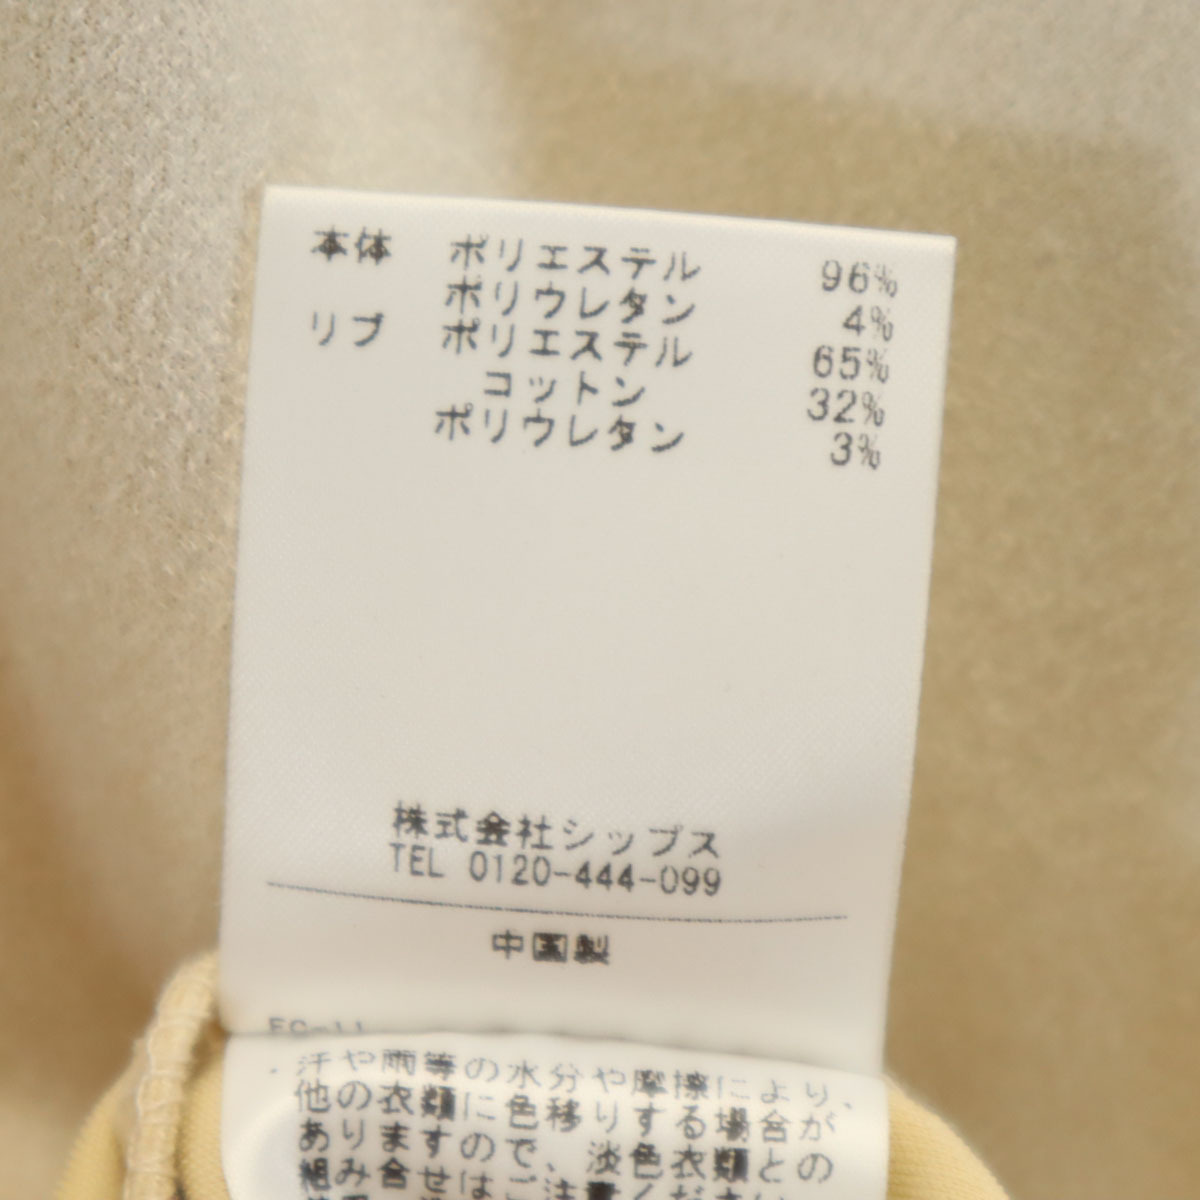 本体 ポリエステル 96%
ポリウレタン 4%
リブ ポリエステル 65%
コットン 32%
ポリウレタン 3%
株式会社シップス
TEL 0120-444-099
中国製
・汗や雨等の水分や摩擦により、
他の衣類に色移りする場合が
ありますので、淡色衣類との
組み合せは